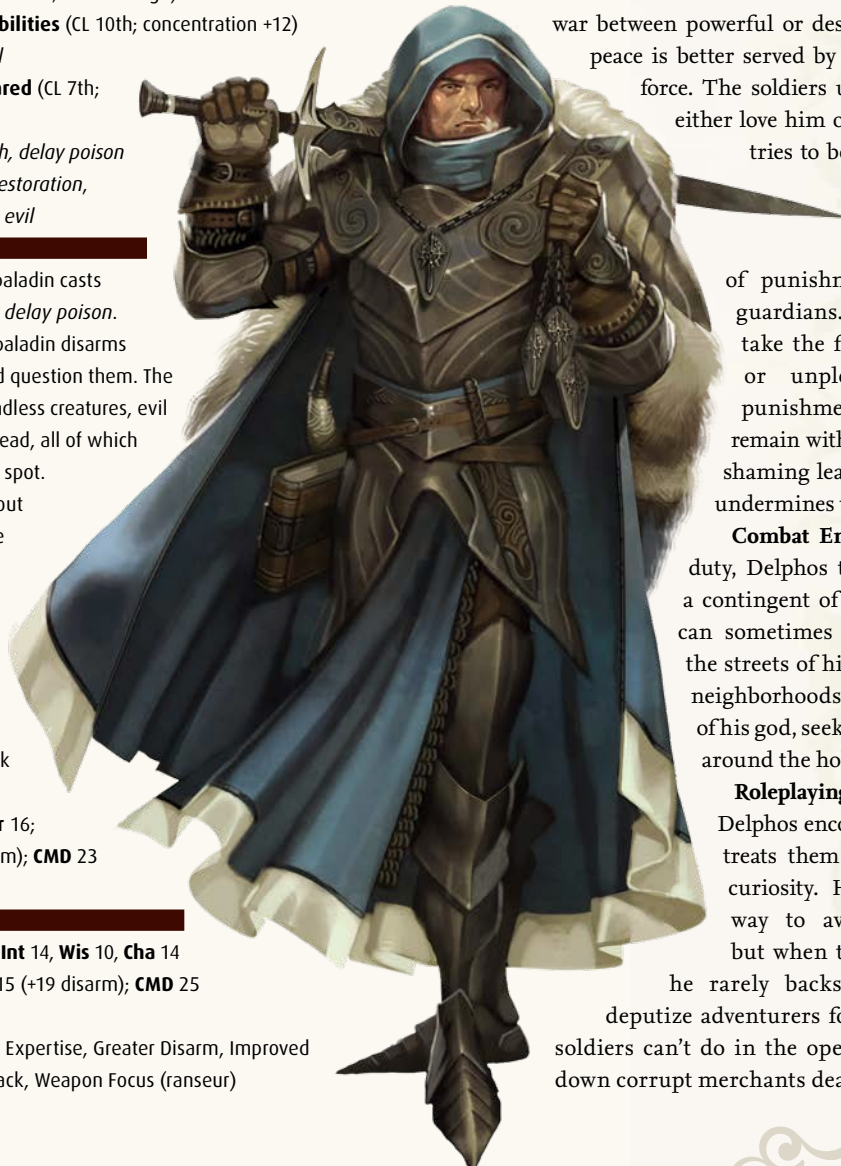 bilities (CL 10th; concentration +12)
l
ared (CL 7th;
h, delay poison
estoration,
evil
paladin casts
delay poison.
paladin disarms
d question them. The
dless creatures, evil
ead, all of which
spot.
out
e
k
r 16;
m); CMD 23
Int 14, Wis 10, Cha 14
15 (+19 disarm); CMD 25
Expertise, Greater Disarm, Improved
ack, Weapon Focus (ranseur)
war between powerful or des
peace is better served by
force. The soldiers u
either love him o
tries to be
of punishm
guardians.
take the f
or unple
punishme
remain with
shaming lea
undermines
Combat En
duty, Delphos t
a contingent of
can sometimes
the streets of hi
neighborhoods
of his god, seek
around the ho
Roleplaying
Delphos enco
treats them
curiosity. H
way to av
but when t
he rarely backs
deputize adventurers fo
soldiers can't do in the ope
down corrupt merchants dea